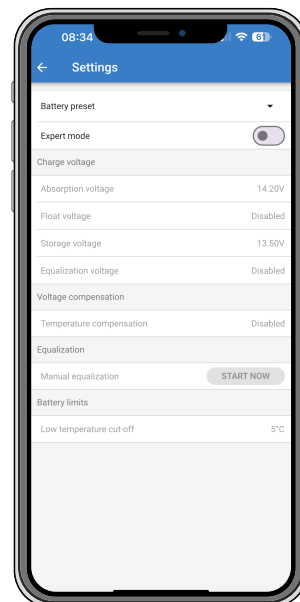 08:34 61
Settings
Battery preset
Expert mode
Charge voltage
Absorption voltage 14.20V
Float voltage Disabled
Storage voltage 13.50V
Equalization voltage Disabled
Voltage compensation
Temperature compensation Disabled
Equalization
Manual equalization START NOW
Battery limits
Low temperature cut-off 5°C